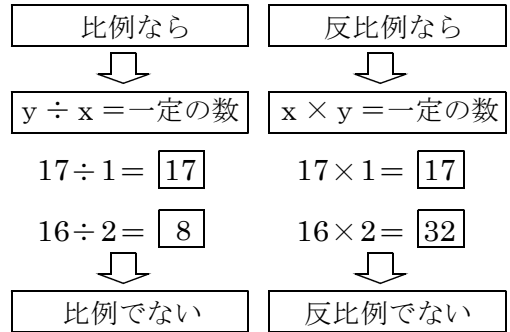 比例なら
y ÷ x ＝一定の数
17÷1＝ 17
16÷2＝ 8
比例でない
反比例なら
x × y ＝一定の数
17×1＝ 17
16×2＝ 32
反比例でない